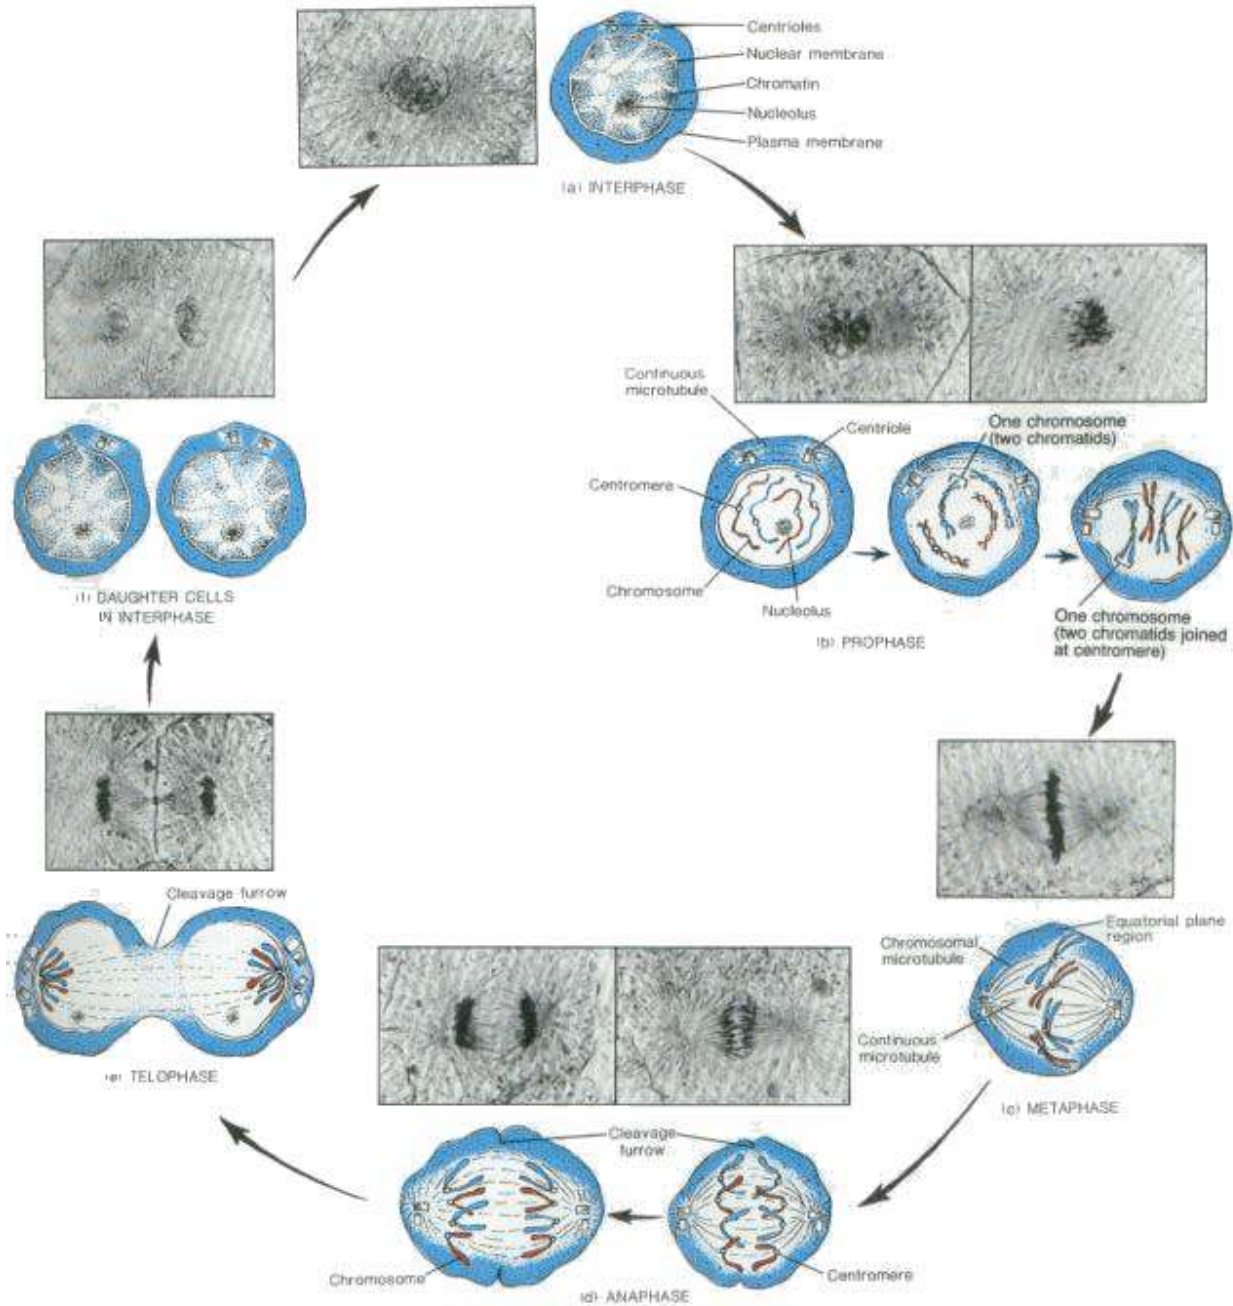 Centrioles
Nuclear membrane
Chromatin
Nucleolus
Plasma membrane
(a) INTERPHASE
Continuous
microtubule
Centriole
One chromosome
(two chromatids)
Centromere
Chromosome
Nucleolus
(b) PROPHASE
One chromosome
(two chromatids joined
at centromere)
Equatorial plane
region
Chromosomal
microtubule
Continuous
microtubule
(c) METAPHASE
Cleavage
furrow
Chromosome
Centromere
(d) ANAPHASE
Cleavage furrow
(e) TELOPHASE
(f) DAUGHTER CELLS
IN INTERPHASE